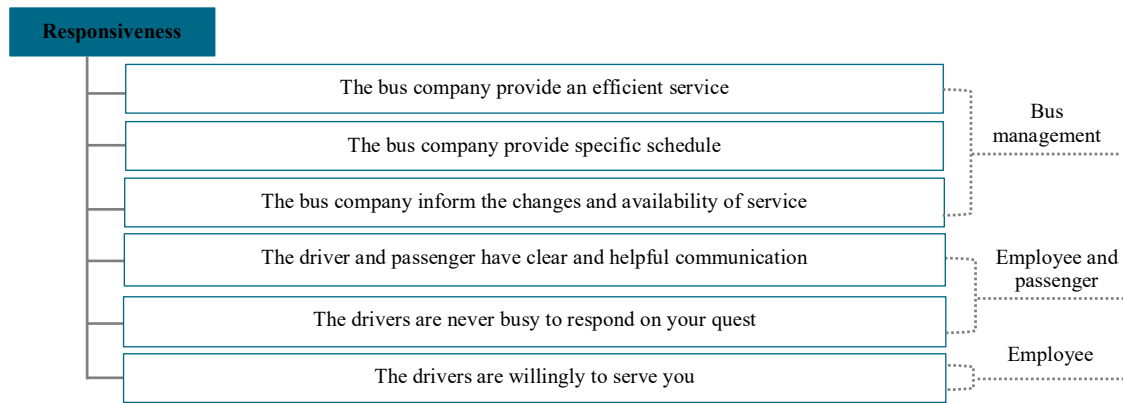 Responsiveness
The bus company provide an efficient service
The bus company provide specific schedule
The bus company inform the changes and availability of service
The driver and passenger have clear and helpful communication
The drivers are never busy to respond on your quest
The drivers are willingly to serve you
Bus
management
Employee and
passenger
Employee